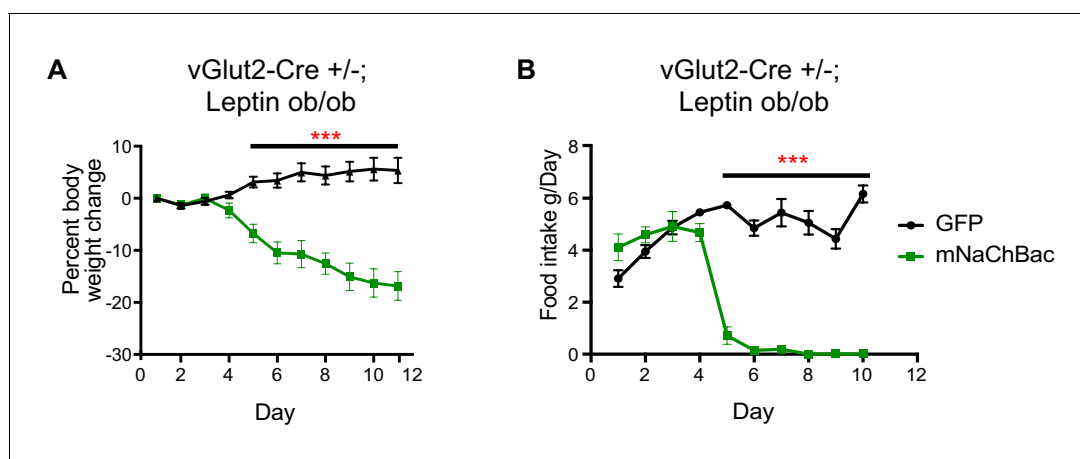 A
vGlut2-Cre +/-;
Leptin ob/ob
***
Percent body
weight change
10
0
-10
-20
-30
0 2 4 6 8 10 12
Day
B
vGlut2-Cre +/-;
Leptin ob/ob
***
Food intake g/Day
8
6
4
2
0
0 2 4 6 8 10 12
Day
GFP
mNaChBac